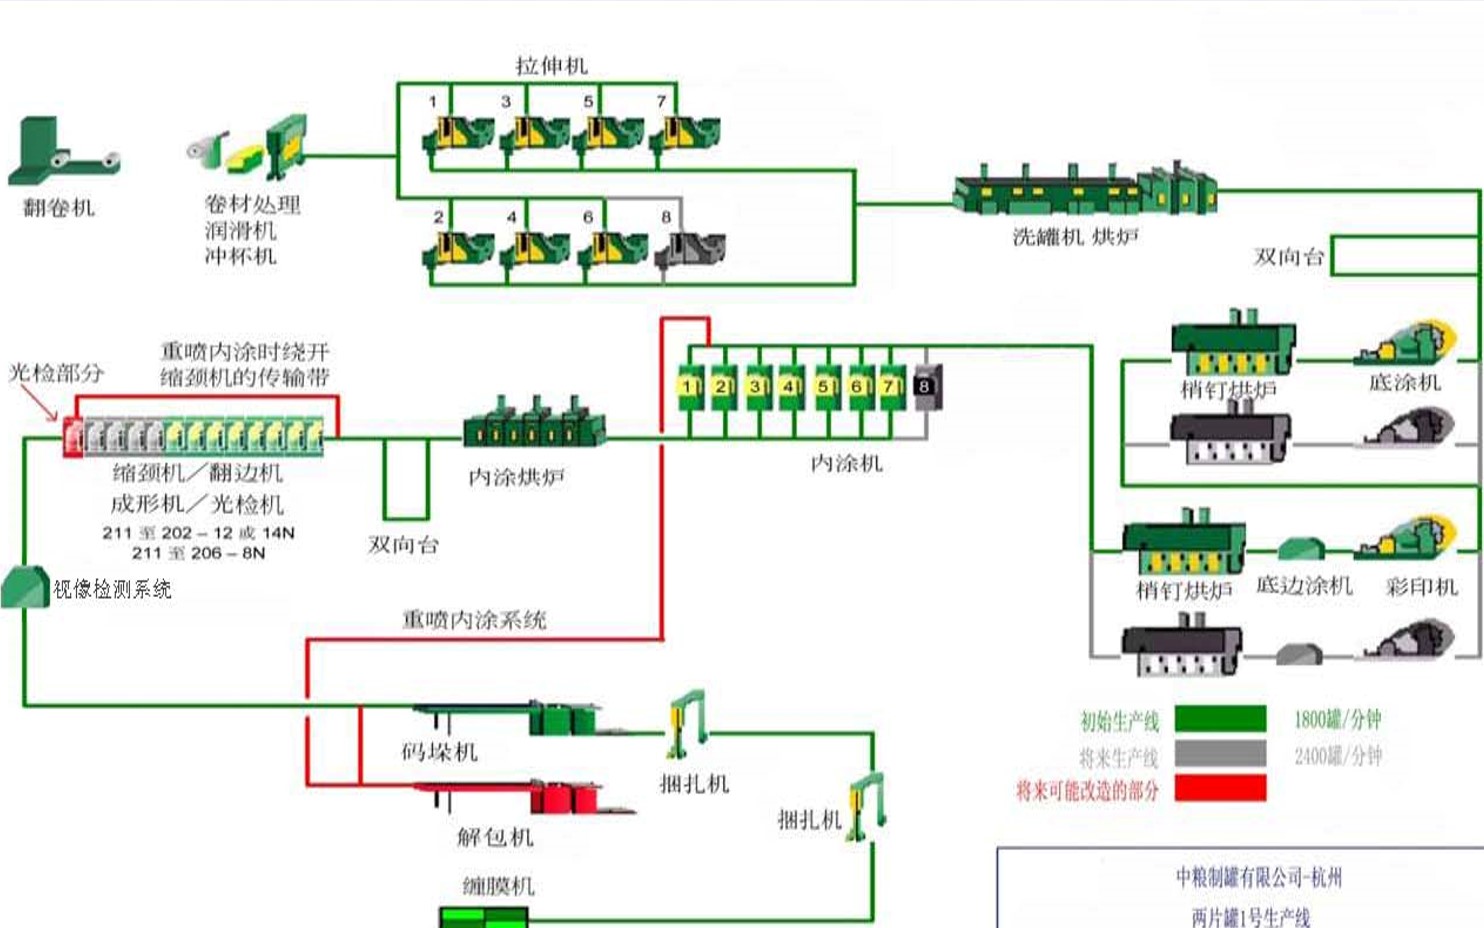 拉伸机
1
3
5
7
翻卷机
卷材处理
润滑机
冲杯机
2
4
6
8
洗罐机 烘炉
双向台
光检部分
重喷内涂时绕开
缩颈机的传输带
1
2
3
4
5
6
7
8
梢钉烘炉
底涂机
缩颈机／翻边机
成形机／光检机
211 至 202 – 12 或 14N
211 至 206 – 8N
内涂烘炉
内涂机
双向台
视像检测系统
梢钉烘炉
底边涂机
彩印机
重喷内涂系统
码垛机
捆扎机
捆扎机
解包机
缠膜机
初始生产线
1800罐/分钟
将来生产线
2400罐/分钟
将来可能改造的部分
中粮制罐有限公司-杭州
两片罐1号生产线